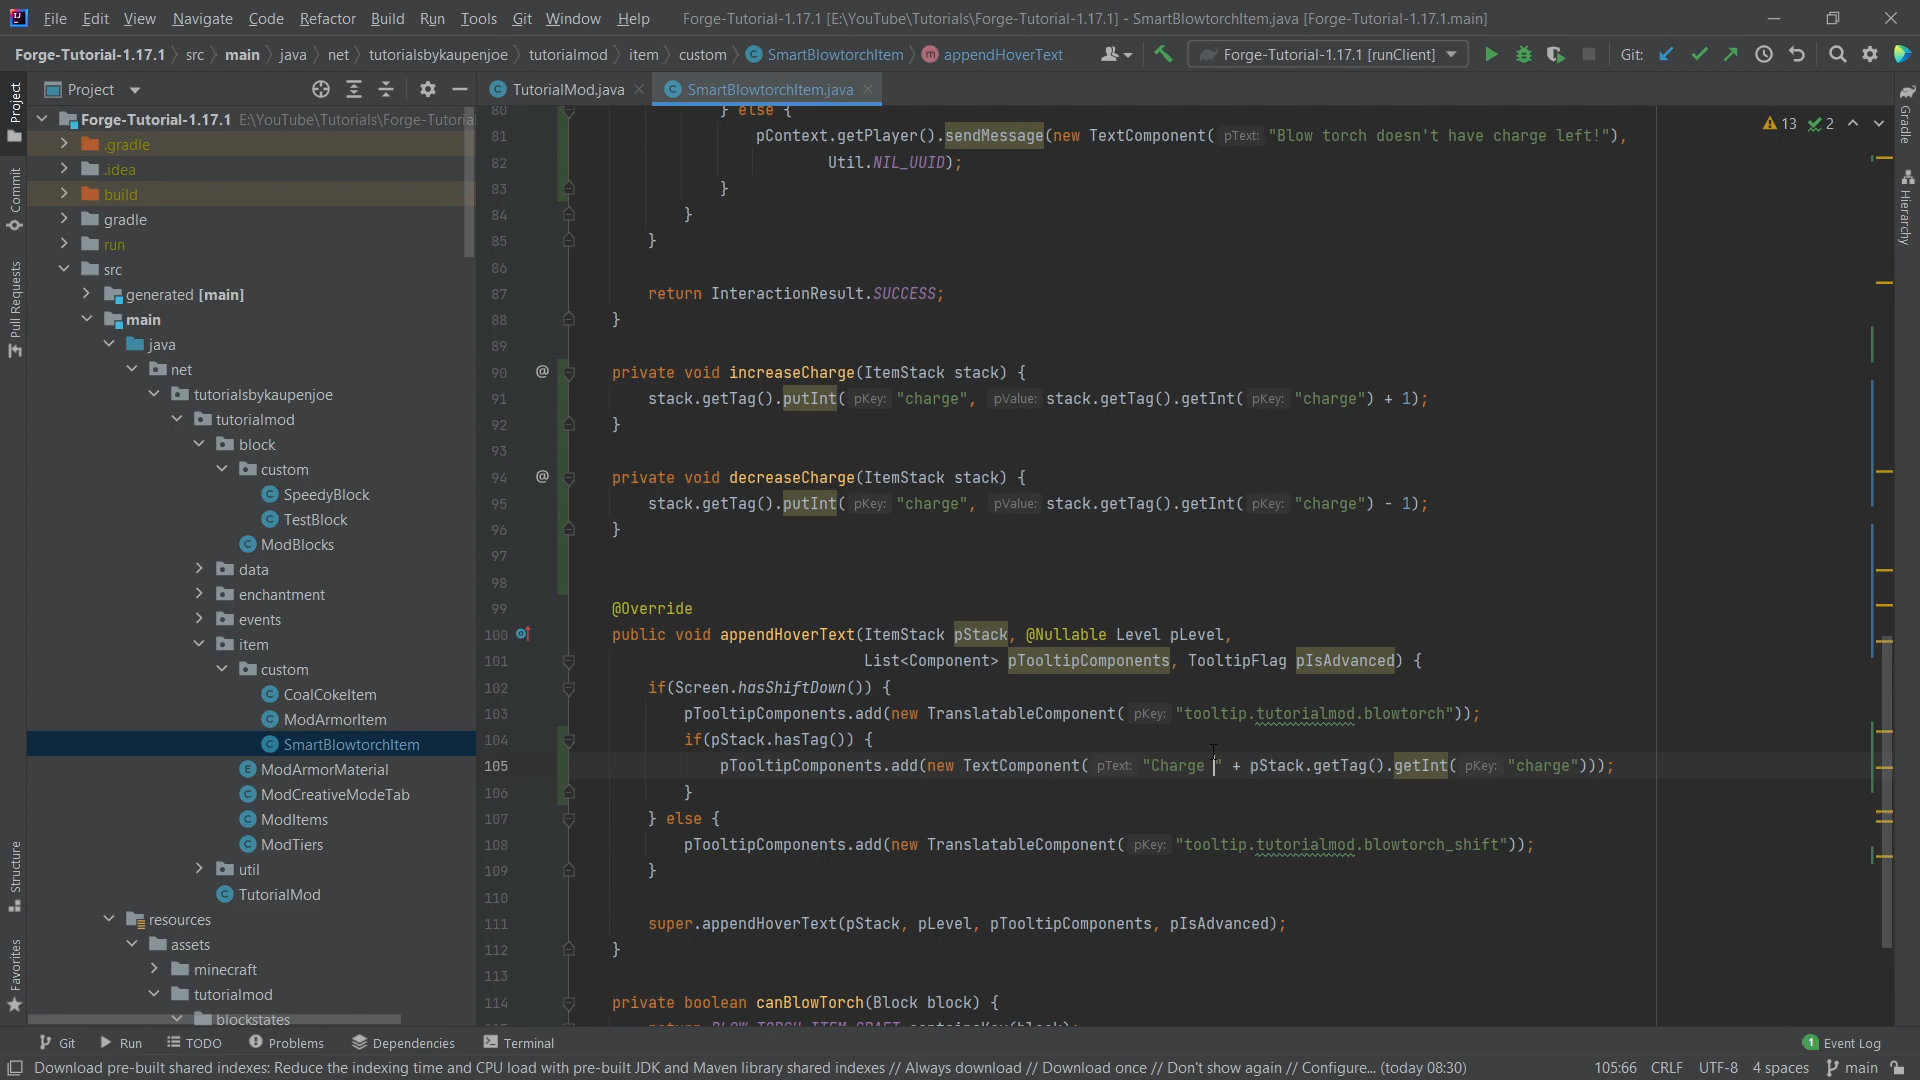 File Edit View Navigate Code Refactor Build Run Tools Git Window Help Forge-Tutorial-1.17.1 [E:\YouTube\Tutorials\Forge-Tutorial-1.17.1] - SmartBlowtorchItem.java [Forge-Tutorial-1.17.1.main]
Forge-Tutorial-1.17.1 src main java net tutorialsbykaupenjoe tutorialmod item custom SmartBlowtorchItem appendHoverText Forge-Tutorial-1.17.1 [runClient] Git:
Project TutorialMod.java SmartBlowtorchItem.java
Project
Commit
Pull Requests
Structure
Favorites
Forge-Tutorial-1.17.1 E:\YouTube\Tutorials\Forge-Tutoria
.gradle
.idea
build
gradle
run
src
generated [main]
main
java
net
tutorialsbykaupenjoe
tutorialmod
block
custom
SpeedyBlock
TestBlock
ModBlocks
data
enchantment
events
item
custom
CoalCokeItem
ModArmorItem
SmartBlowtorchItem
ModArmorMaterial
ModCreativeModeTab
ModItems
ModTiers
util
TutorialMod
resources
assets
minecraft
tutorialmod
blockstates
13 2
80 } else {
81 pContext.getPlayer().sendMessage(new TextComponent( pText: "Blow torch doesn't have charge left!"),
82 Util.NIL_UUID);
83 }
84 }
85 }
86
87 return InteractionResult.SUCCESS;
88 }
89
90 @ private void increaseCharge(ItemStack stack) {
91 stack.getTag().putInt( pKey: "charge", pValue: stack.getTag().getInt( pKey: "charge") + 1);
92 }
93
94 @ private void decreaseCharge(ItemStack stack) {
95 stack.getTag().putInt( pKey: "charge", pValue: stack.getTag().getInt( pKey: "charge") - 1);
96 }
97
98
99 @Override
100 public void appendHoverText(ItemStack pStack, @Nullable Level pLevel,
101 List<Component> pTooltipComponents, TooltipFlag pIsAdvanced) {
102 if(Screen.hasShiftDown()) {
103 pTooltipComponents.add(new TranslatableComponent( pKey: "tooltip.tutorialmod.blowtorch"));
104 if(pStack.hasTag()) {
105 pTooltipComponents.add(new TextComponent( pText: "Charge " + pStack.getTag().getInt( pKey: "charge")));
106 }
107 } else {
108 pTooltipComponents.add(new TranslatableComponent( pKey: "tooltip.tutorialmod.blowtorch_shift"));
109 }
110
111 super.appendHoverText(pStack, pLevel, pTooltipComponents, pIsAdvanced);
112 }
113
114 private boolean canBlowTorch(Block block) {
Gradle
Hierarchy
Git Run TODO Problems Dependencies Terminal 1 Event Log
Download pre-built shared indexes: Reduce the indexing time and CPU load with pre-built JDK and Maven library shared indexes // Always download // Download once // Don't show again // Configure... (today 08:30) 105:66 CRLF UTF-8 4 spaces main